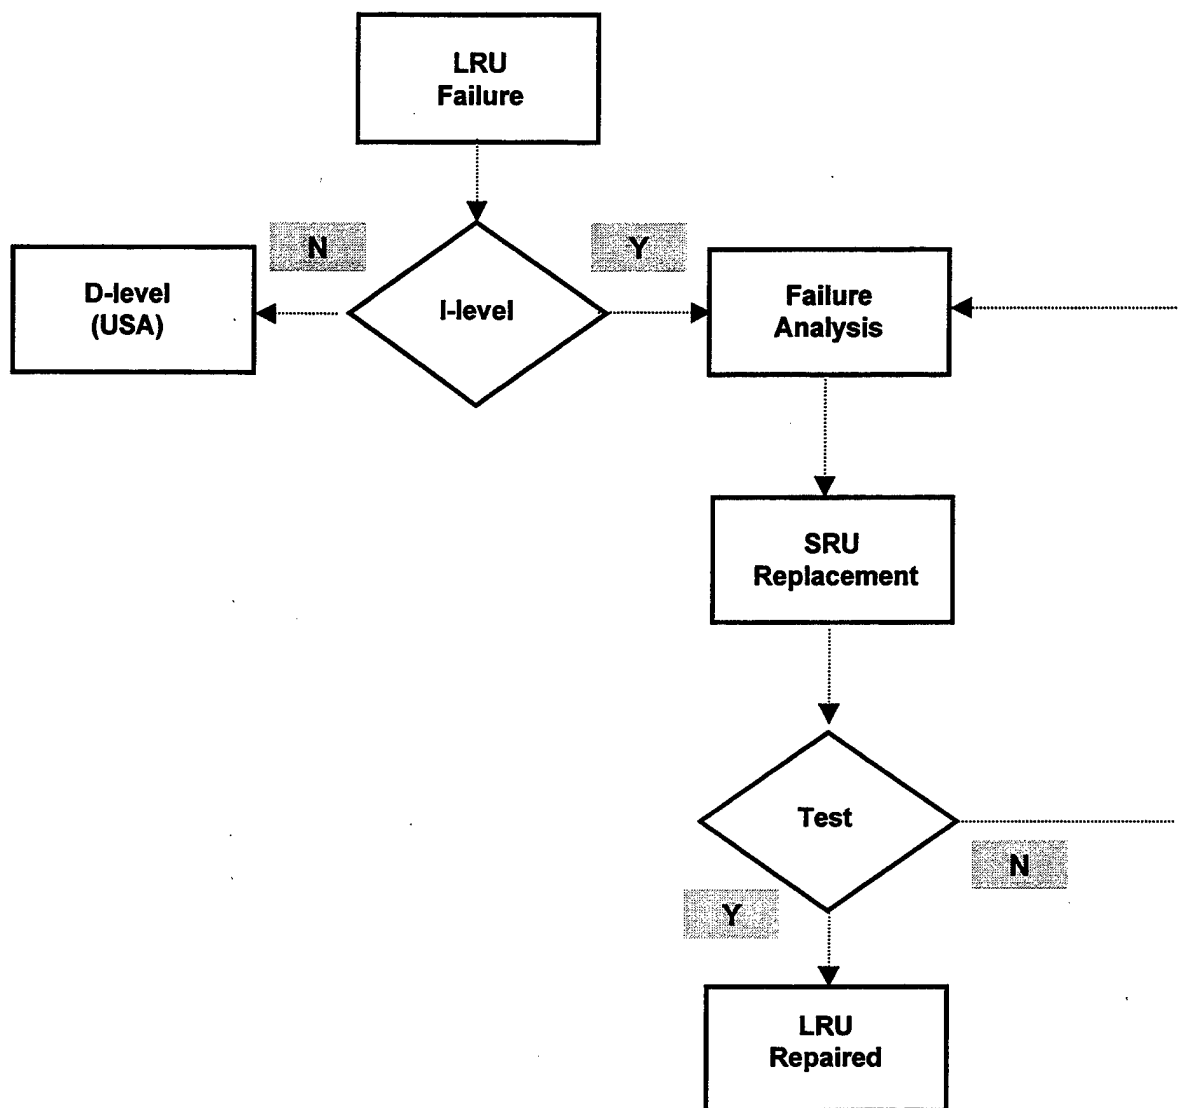 LRU
Failure
N
Y
D-level
(USA)
I-level
Failure
Analysis
SRU
Replacement
Test
N
Y
LRU
Repaired